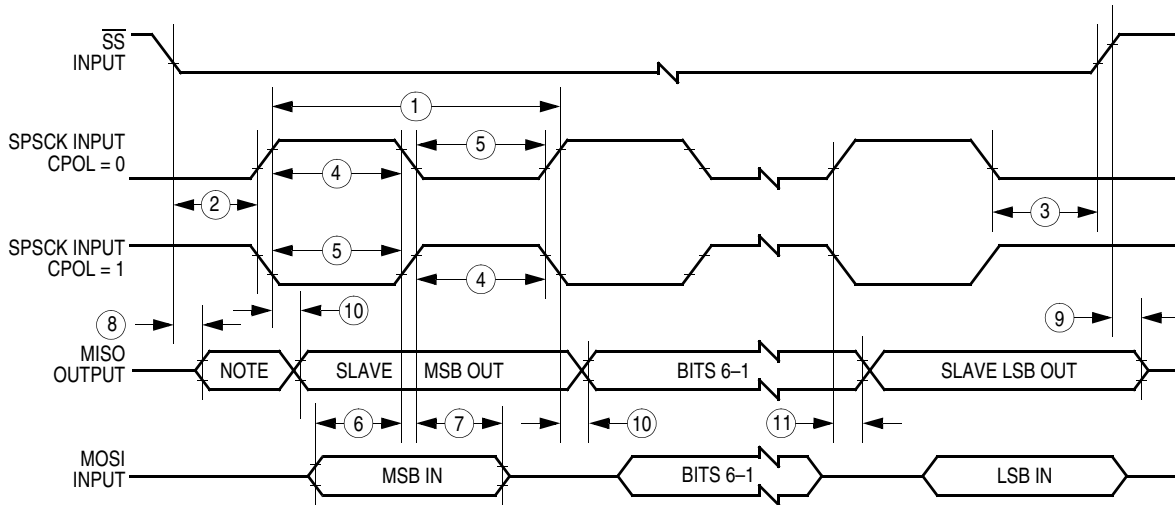 SS
INPUT
1
SPSCK INPUT
CPOL = 0
5
4
2
3
SPSCK INPUT
CPOL = 1
5
4
8
10
9
MISO
OUTPUT
NOTE
SLAVE MSB OUT
BITS 6–1
SLAVE LSB OUT
6
7
10
11
MOSI
INPUT
MSB IN
BITS 6–1
LSB IN